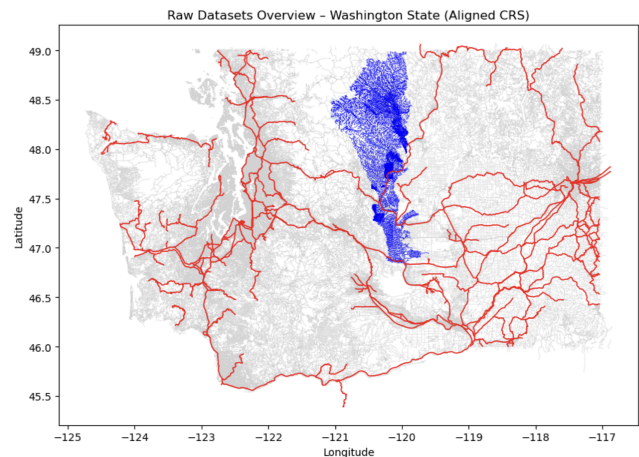 Raw Datasets Overview – Washington State (Aligned CRS)
49.0
48.5
48.0
47.5
47.0
46.5
46.0
45.5
Latitude
−125 −124 −123 −122 −121 −120 −119 −118 −117
Longitude